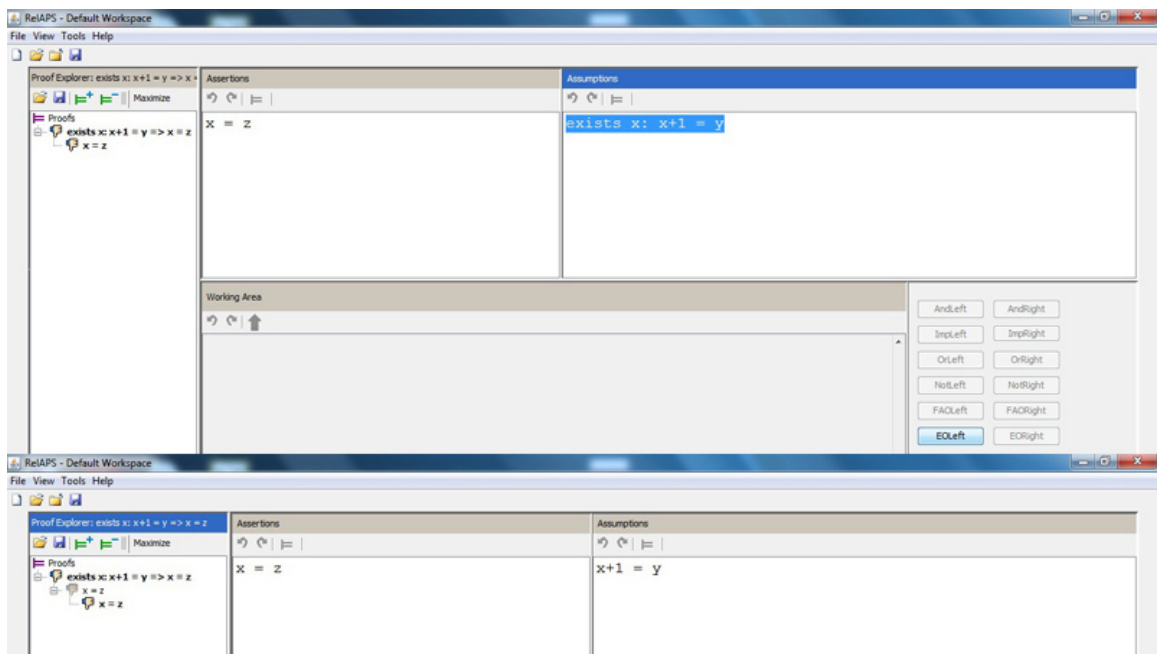 RelAPS - Default Workspace
File View Tools Help
Proof Explorer: exists x: x+1 = y => x
Assertions
Assumptions
Maximize
Proofs
exists x: x+1 = y => x = z
x = z
x = z
exists x: x+1 = y
Working Area
AndLeft AndRight
ImpLeft ImpRight
OrLeft OrRight
NotLeft NotRight
FAOLeft FAORight
EOLeft EORight
RelAPS - Default Workspace
File View Tools Help
Proof Explorer: exists x: x+1 = y => x = z
Assertions
Assumptions
Maximize
Proofs
exists x: x+1 = y => x = z
x = z
x = z
x = z
x+1 = y